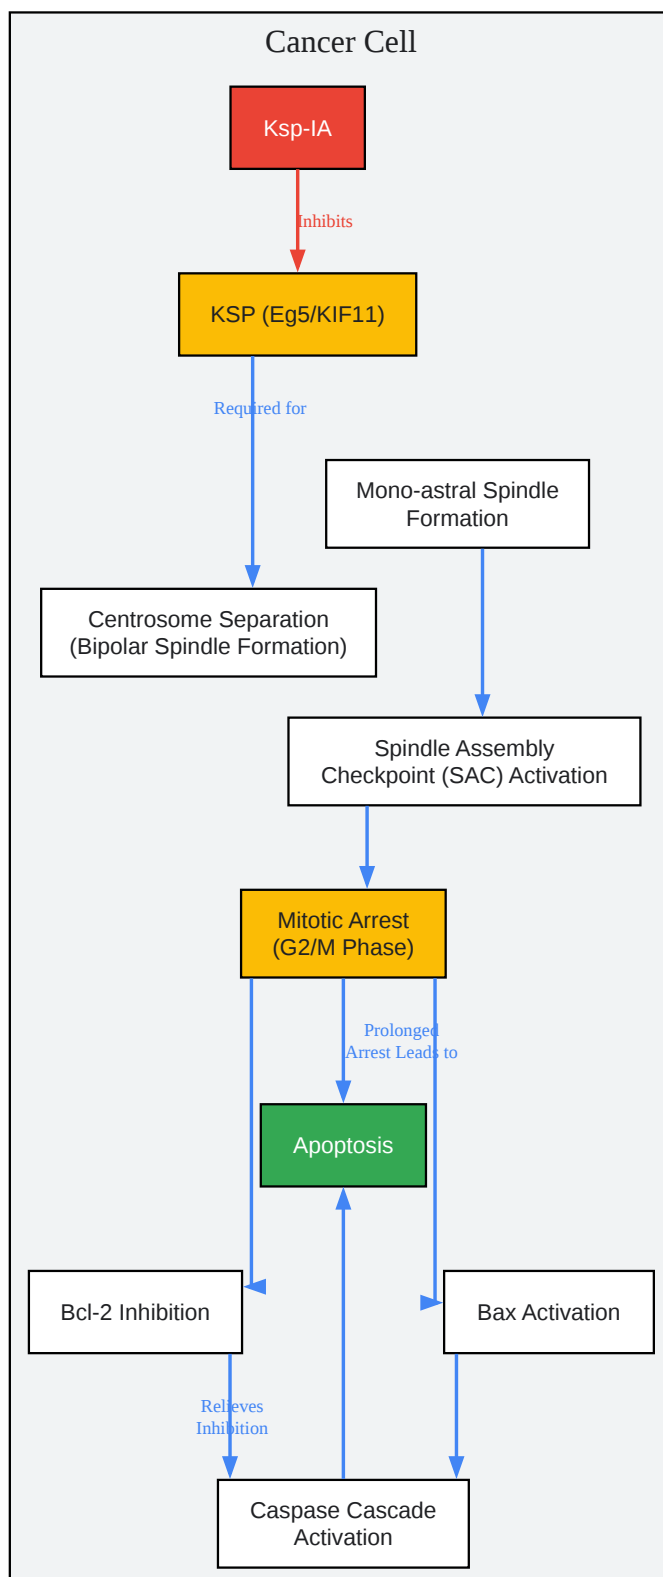 Cancer Cell
Ksp-IA
Inhibits
KSP (Eg5/KIF11)
Required for
Mono-astral Spindle
Formation
Centrosome Separation
(Bipolar Spindle Formation)
Spindle Assembly
Checkpoint (SAC) Activation
Mitotic Arrest
(G2/M Phase)
Prolonged
Arrest Leads to
Apoptosis
Bcl-2 Inhibition
Bax Activation
Relieves
Inhibition
Caspase Cascade
Activation